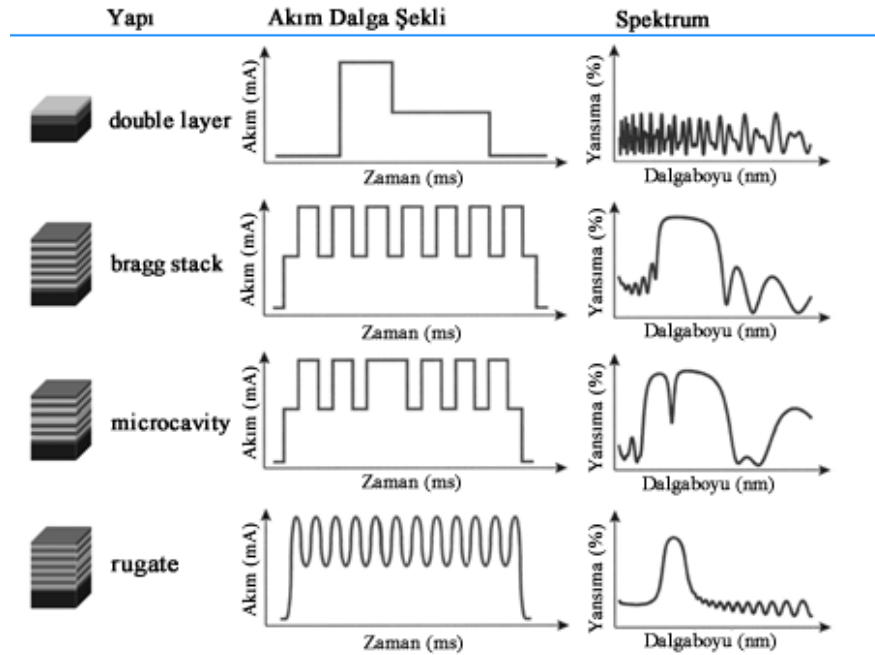 Yapı Akım Dalga Şekli Spektrum
double layer
Akım (mA)
Zaman (ms)
Yansıma (%)
Dalgaboyu (nm)
bragg stack
Akım (mA)
Zaman (ms)
Yansıma (%)
Dalgaboyu (nm)
microcavity
Akım (mA)
Zaman (ms)
Yansıma (%)
Dalgaboyu (nm)
rugate
Akım (mA)
Zaman (ms)
Yansıma (%)
Dalgaboyu (nm)